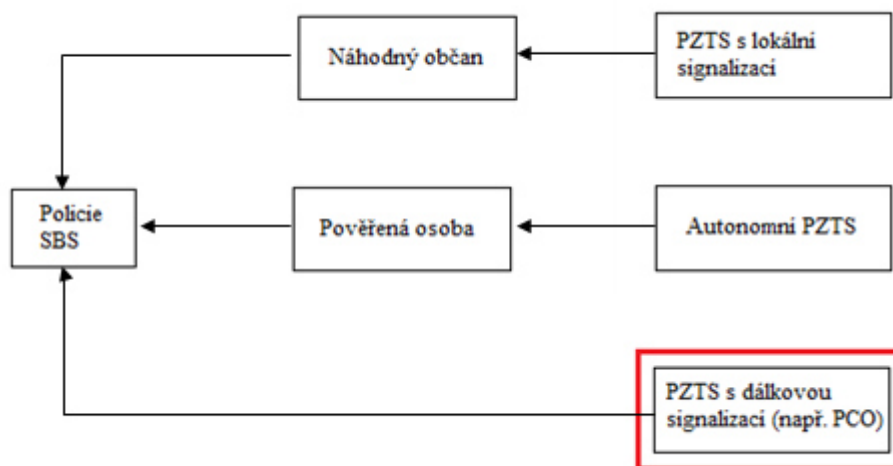 Náhodný občan
PZTS s lokální
signalizací
Policie
SBS
Pověřená osoba
Autonomní PZTS
PZTS s dálkovou
signalizací (např. PCO)